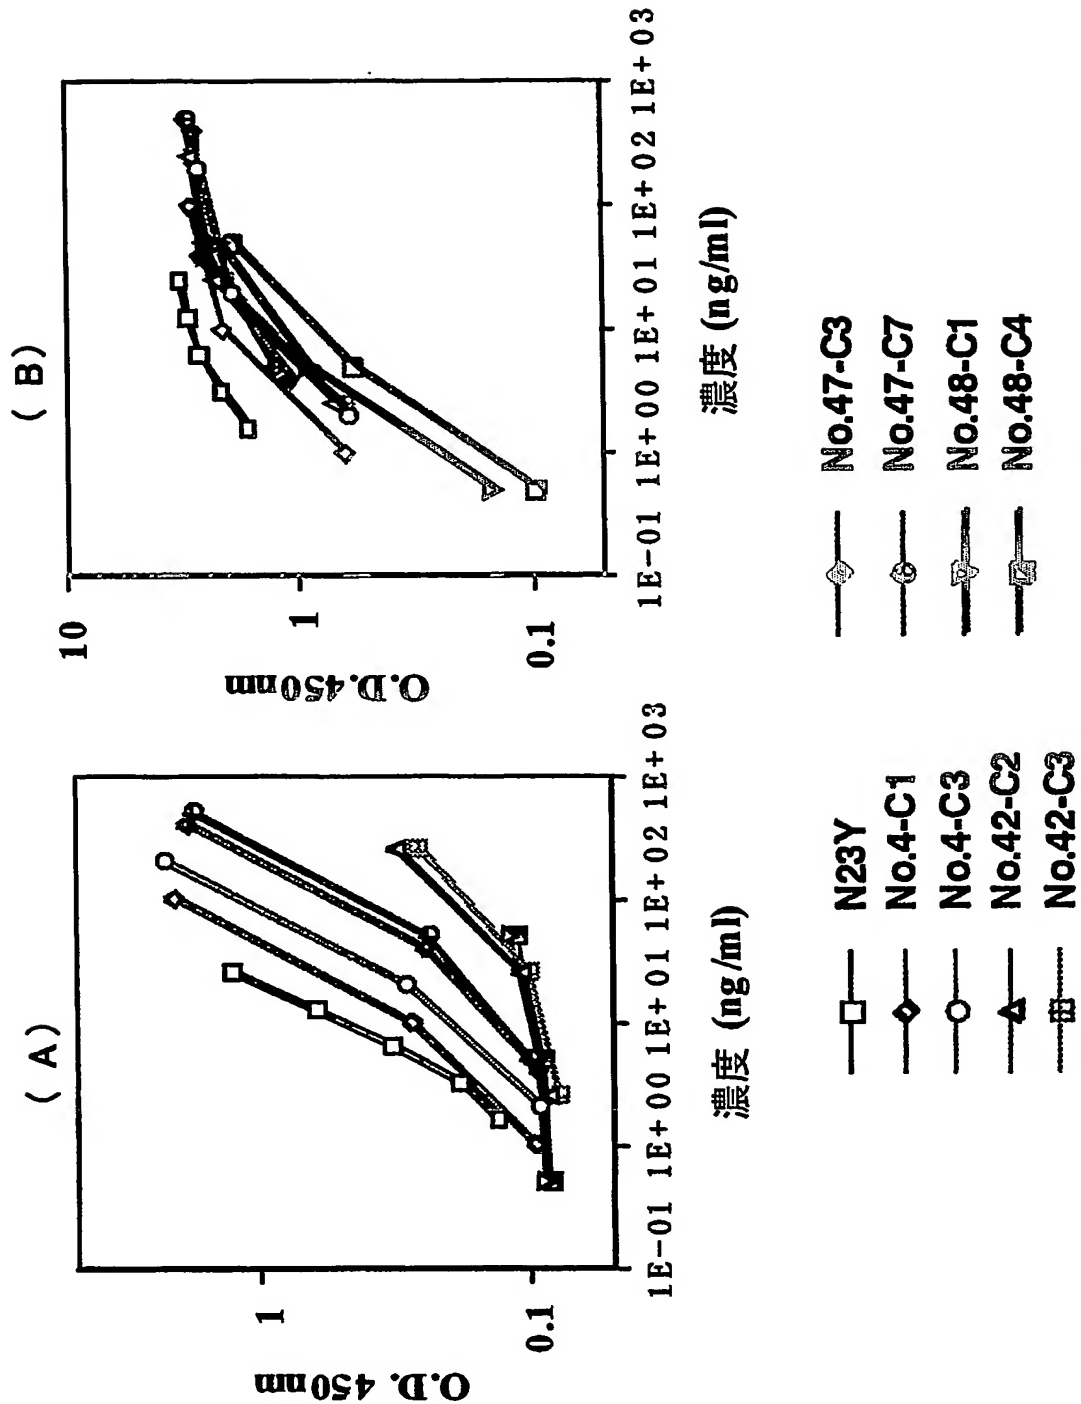 ( A )
O.D. 450nm
1
0.1
1E-01 1E+00 1E+01 1E+02 1E+03
濃度 (ng/ml)
( B )
O.D.450nm
10
1
0.1
1E-01 1E+00 1E+01 1E+02 1E+03
濃度 (ng/ml)
N23Y
No.4-C1
No.4-C3
No.42-C2
No.42-C3
No.47-C3
No.47-C7
No.48-C1
No.48-C4